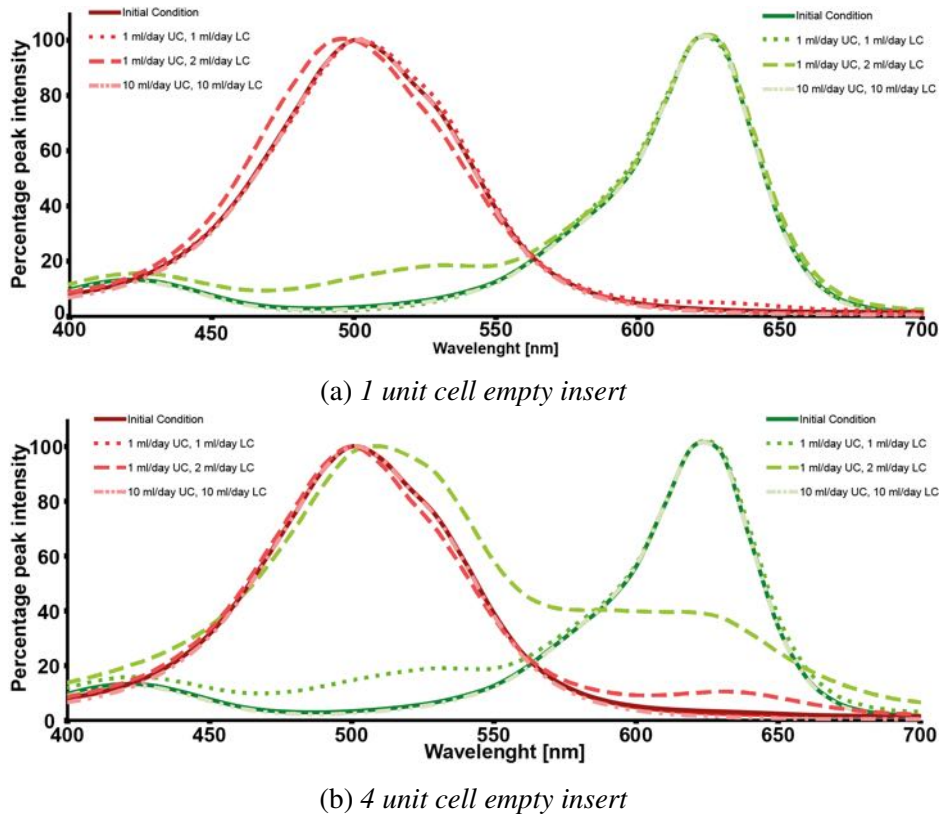 Initial Condition
1 ml/day UC, 1 ml/day LC
1 ml/day UC, 2 ml/day LC
10 ml/day UC, 10 ml/day LC
Initial Condition
1 ml/day UC, 1 ml/day LC
1 ml/day UC, 2 ml/day LC
10 ml/day UC, 10 ml/day LC
Percentage peak intensity
100
80
60
40
20
0
400
450
500
550
600
650
700
Wavelenght [nm]
(a) 1 unit cell empty insert
Initial Condition
1 ml/day UC, 1 ml/day LC
1 ml/day UC, 2 ml/day LC
10 ml/day UC, 10 ml/day LC
Initial Condition
1 ml/day UC, 1 ml/day LC
1 ml/day UC, 2 ml/day LC
10 ml/day UC, 10 ml/day LC
Percentage peak intensity
100
80
60
40
20
0
400
450
500
550
600
650
700
Wavelenght [nm]
(b) 4 unit cell empty insert